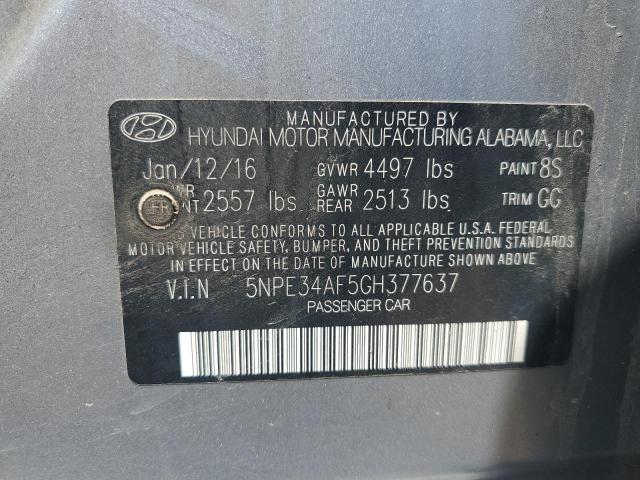 MANUFACTURED BY
HYUNDAI MOTOR MANUFACTURING ALABAMA, LLC
Jan/12/16 GVWR 4497 lbs PAINT 8S
2557 lbs GAWR REAR 2513 lbs TRIM GG
VEHICLE CONFORMS TO ALL APPLICABLE U.S.A. FEDERAL
MOTOR VEHICLE SAFETY, BUMPER, AND THEFT PREVENTION STANDARDS
IN EFFECT ON THE DATE OF MANUFACTURE SHOWN ABOVE.
V.I.N 5NPE34AF5GH377637
PASSENGER CAR